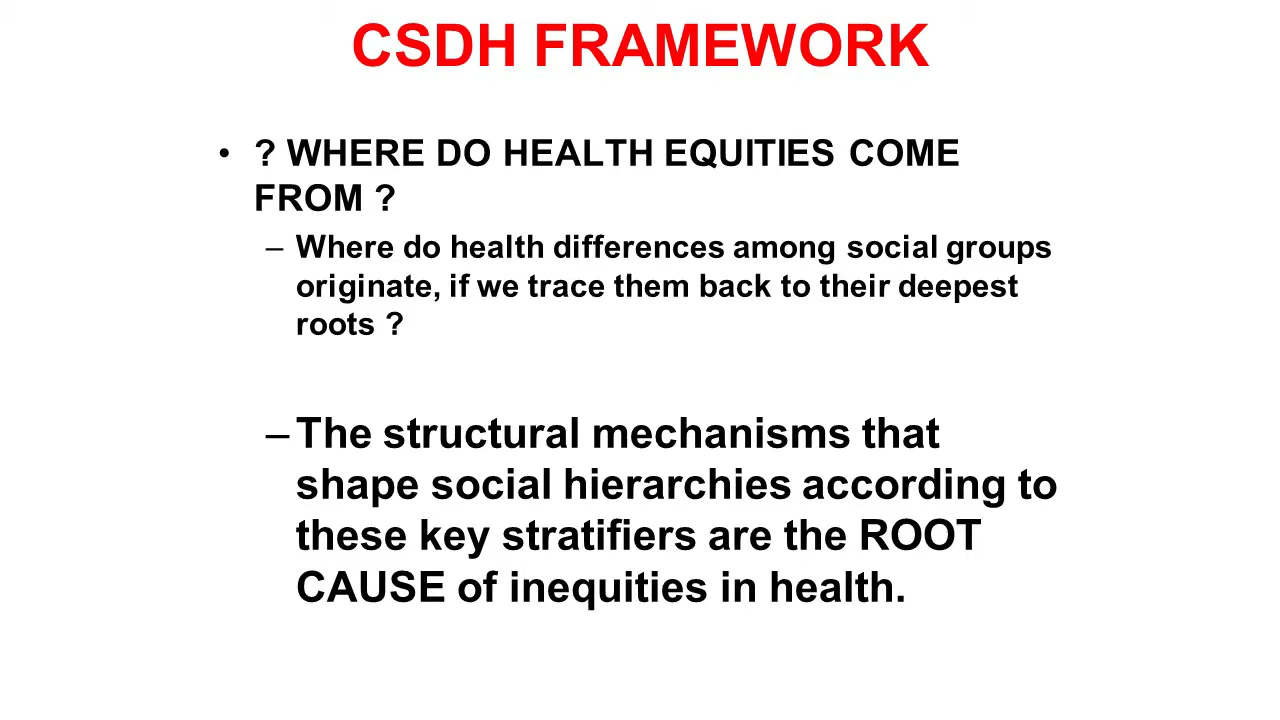 CSDH FRAMEWORK
• ? WHERE DO HEALTH EQUITIES COME
FROM ?
– Where do health differences among social groups
originate, if we trace them back to their deepest
roots ?
– The structural mechanisms that
shape social hierarchies according to
these key stratifiers are the ROOT
CAUSE of inequities in health.